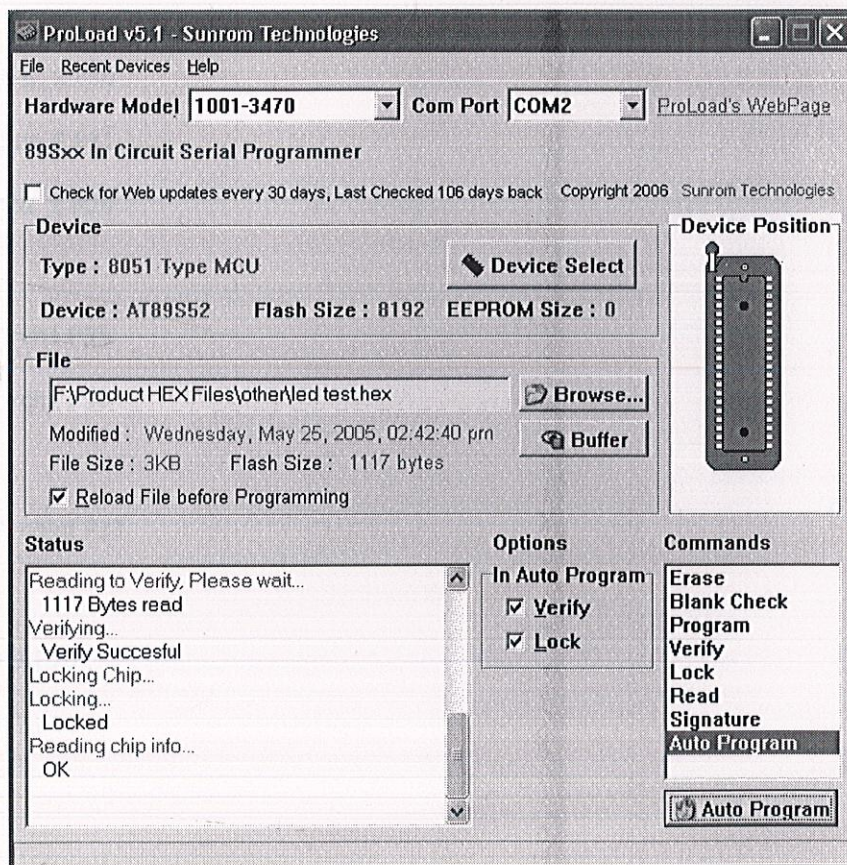 ProLoad v5.1 - Sunrom Technologies
File Recent Devices Help
Hardware Model 1001-3470 Com Port COM2 ProLoad's WebPage
89Sxx In Circuit Serial Programmer
Check for Web updates every 30 days, Last Checked 106 days back Copyright 2006 Sunrom Technologies
Device
Type : 8051 Type MCU
Device Select
Device : AT89S52 Flash Size : 8192 EEPROM Size : 0
Device Position
File
F:\Product HEX Files\other\led test.hex
Browse...
Modified : Wednesday, May 25, 2005, 02:42:40 pm
Buffer
File Size : 3KB Flash Size : 1117 bytes
Reload File before Programming
Status
Reading to Verify, Please wait...
1117 Bytes read
Verifying...
Verify Succesful
Locking Chip...
Locking...
Locked
Reading chip info...
OK
Options
In Auto Program
Verify
Lock
Commands
Erase
Blank Check
Program
Verify
Lock
Read
Signature
Auto Program
Auto Program